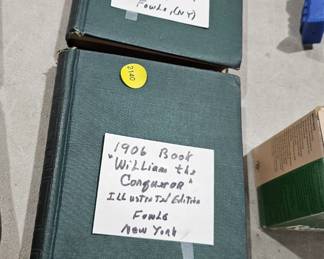 Fowle, (NY)
2140
1906 Book
"William the
Conqueror"
Illustrated Edition
Fowle
New York